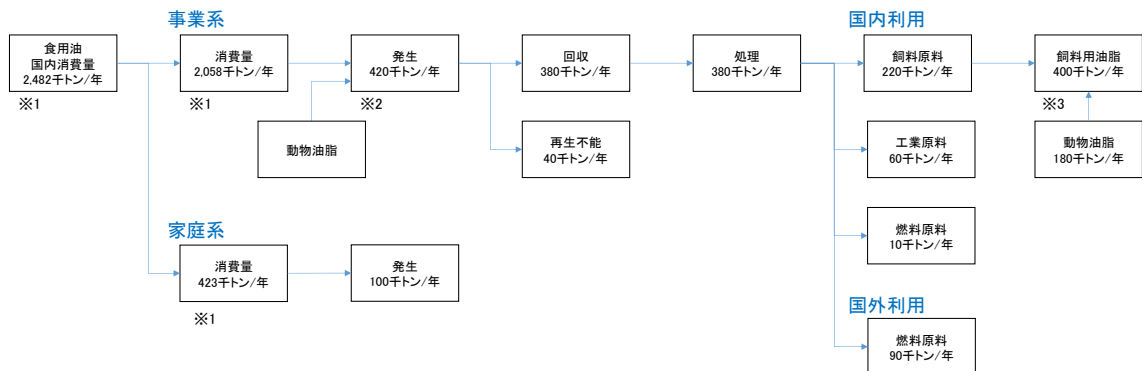 事業系
国内利用
食用油
国内消費量
2,482千トン/年
※1
消費量
2,058千トン/年
※1
発生
420千トン/年
※2
回収
380千トン/年
処理
380千トン/年
飼料原料
220千トン/年
飼料用油脂
400千トン/年
※3
動物油脂
再生不能
40千トン/年
工業原料
60千トン/年
動物油脂
180千トン/年
家庭系
消費量
423千トン/年
※1
発生
100千トン/年
燃料原料
10千トン/年
国外利用
燃料原料
90千トン/年